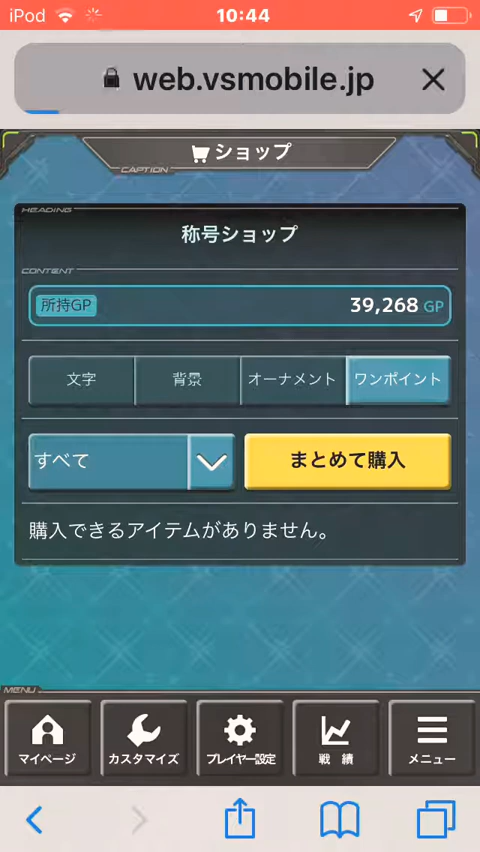 iPod
10:44
web.vsmobile.jp
ショップ
CAPTION
HEADING
称号ショップ
CONTENT
所持GP
39,268 GP
文字
背景
オーナメント
ワンポイント
すべて
まとめて購入
購入できるアイテムがありません。
MENU
マイページ
カスタマイズ
プレイヤー設定
戦績
メニュー